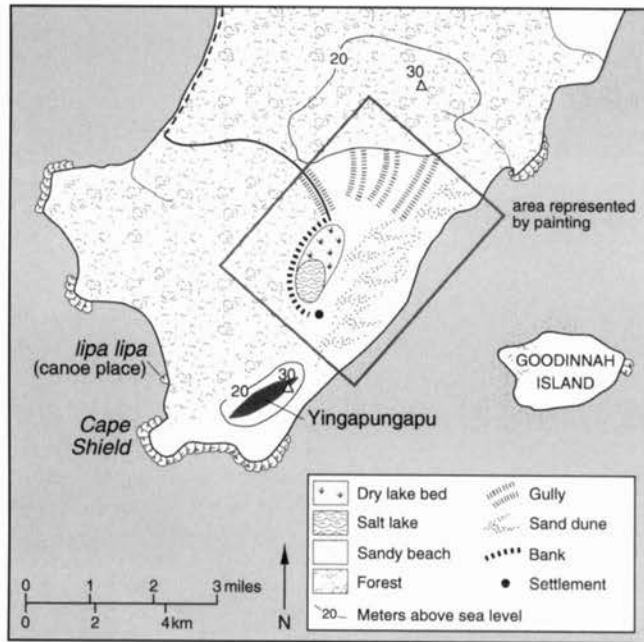 20
30
area represented
by painting
lipa lipa
(canoe place)
GOODINNAH
ISLAND
30
20
Yingapungapu
Cape
Shield
Dry lake bed
Gully
Salt lake
Sand dune
Sandy beach
Bank
Forest
Settlement
20
Meters above sea level
0 1 2 3 miles
0 2 4 km
N